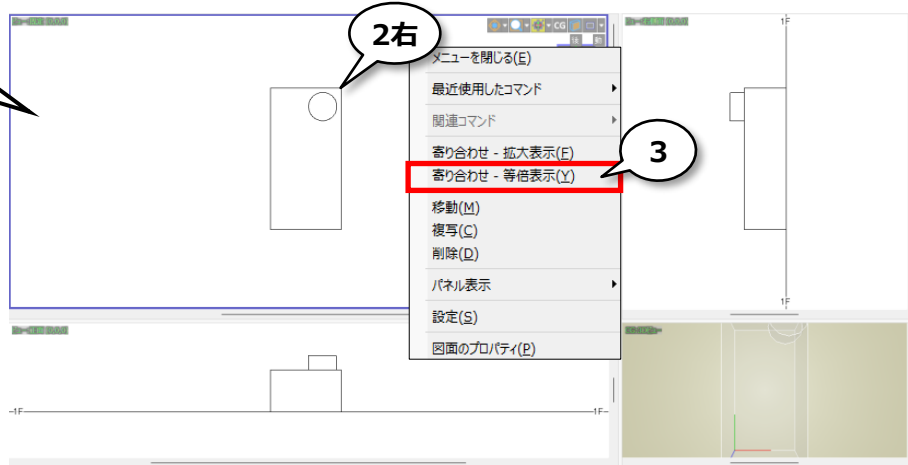 1F
2右
CG
メニューを閉じる(E)
最近使用したコマンド
関連コマンド
寄り合わせ - 拡大表示(F)
寄り合わせ - 等倍表示(Y)
3
移動(M)
複写(C)
削除(D)
パネル表示
設定(S)
図面のプロパティ(P)
1F
1F
1F